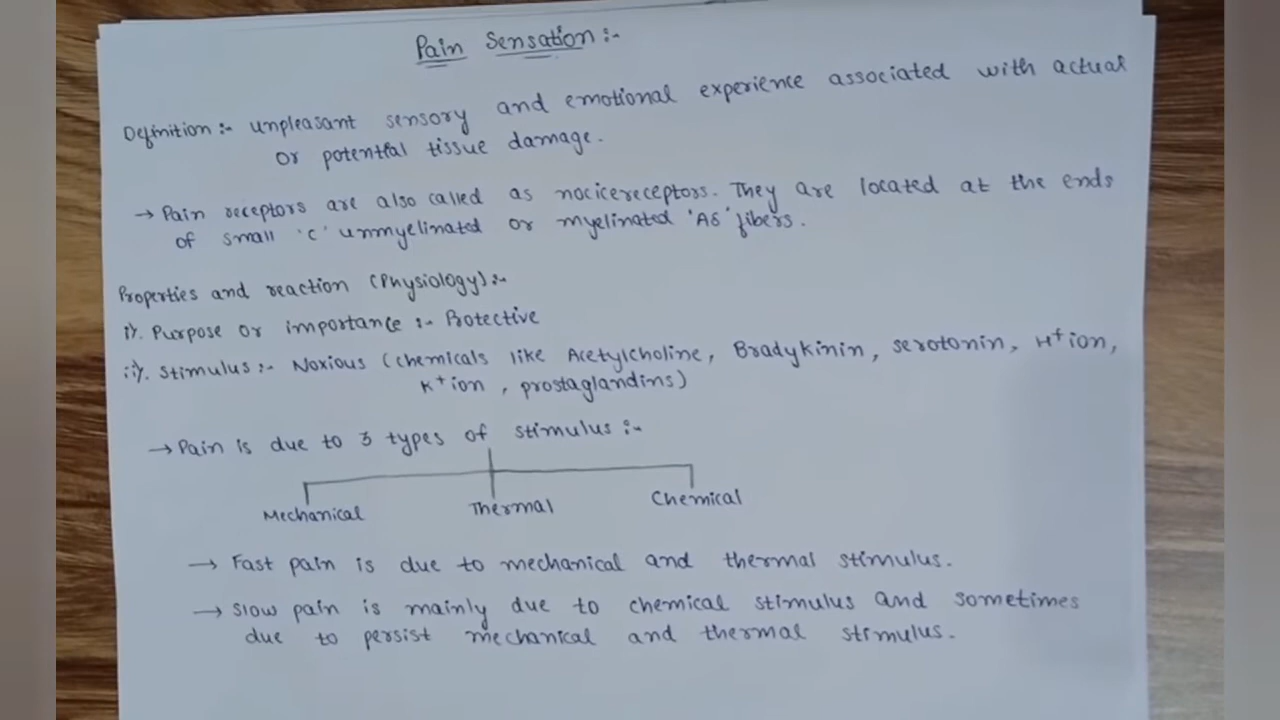 Pain Sensation :-
Definition :- unpleasant sensory and emotional experience associated with actual
or potential tissue damage.
→ Pain receptors are also called as nocicereceptors. They are located at the ends
of small 'c' unmyelinated or myelinated 'Aδ' fibers.
Properties and reaction (Physiology) :-
i). Purpose or importance :- Protective
ii). Stimulus :- Noxious (chemicals like Acetylcholine, Bradykinin, serotonin, H+ ion,
K+ ion, prostaglandins)
→ Pain is due to 3 types of stimulus :-
Mechanical Thermal Chemical
→ Fast pain is due to mechanical and thermal stimulus.
→ Slow pain is mainly due to chemical stimulus and sometimes
due to persist mechanical and thermal stimulus.